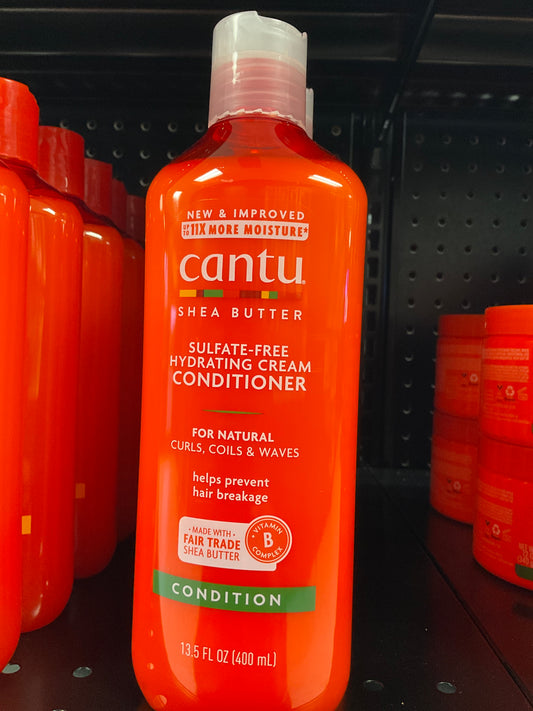 NEW & IMPROVED
UP TO 11X MORE MOISTURE*
cantu
SHEA BUTTER
SULFATE-FREE
HYDRATING CREAM
CONDITIONER
FOR NATURAL
CURLS, COILS & WAVES
helps prevent
hair breakage
• MADE WITH •
FAIR TRADE
SHEA BUTTER
VITAMIN
B
COMPLEX
CONDITION
13.5 FL OZ (400 mL)